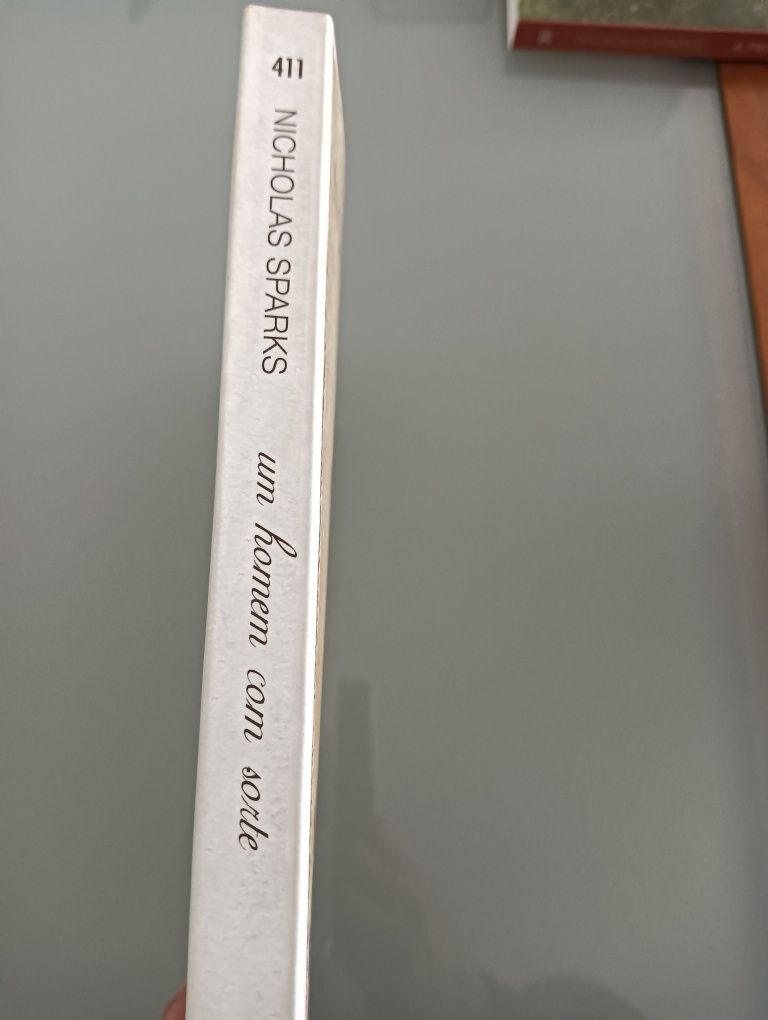 411
NICHOLAS SPARKS
um homem com sorte